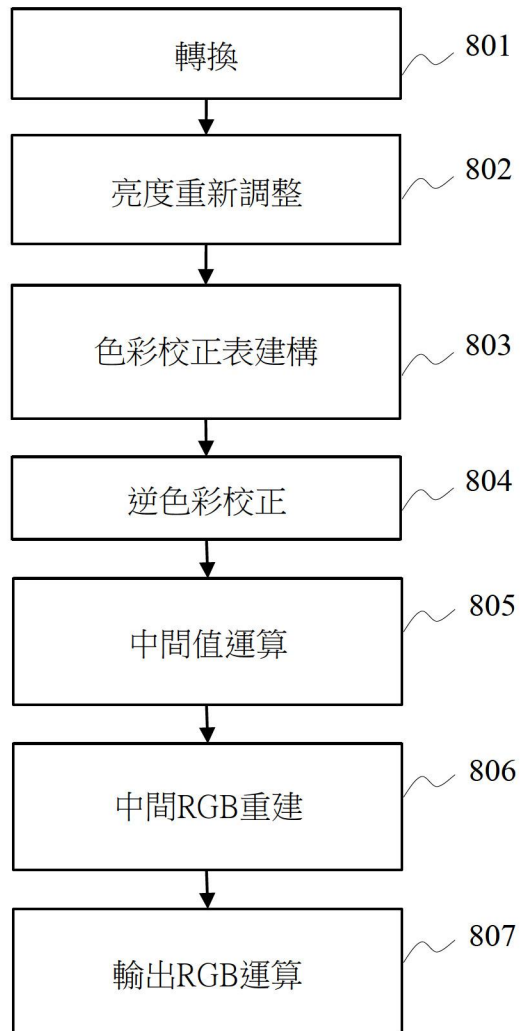 轉換
801
亮度重新調整
802
色彩校正表建構
803
逆色彩校正
804
中間值運算
805
中間RGB重建
806
輸出RGB運算
807